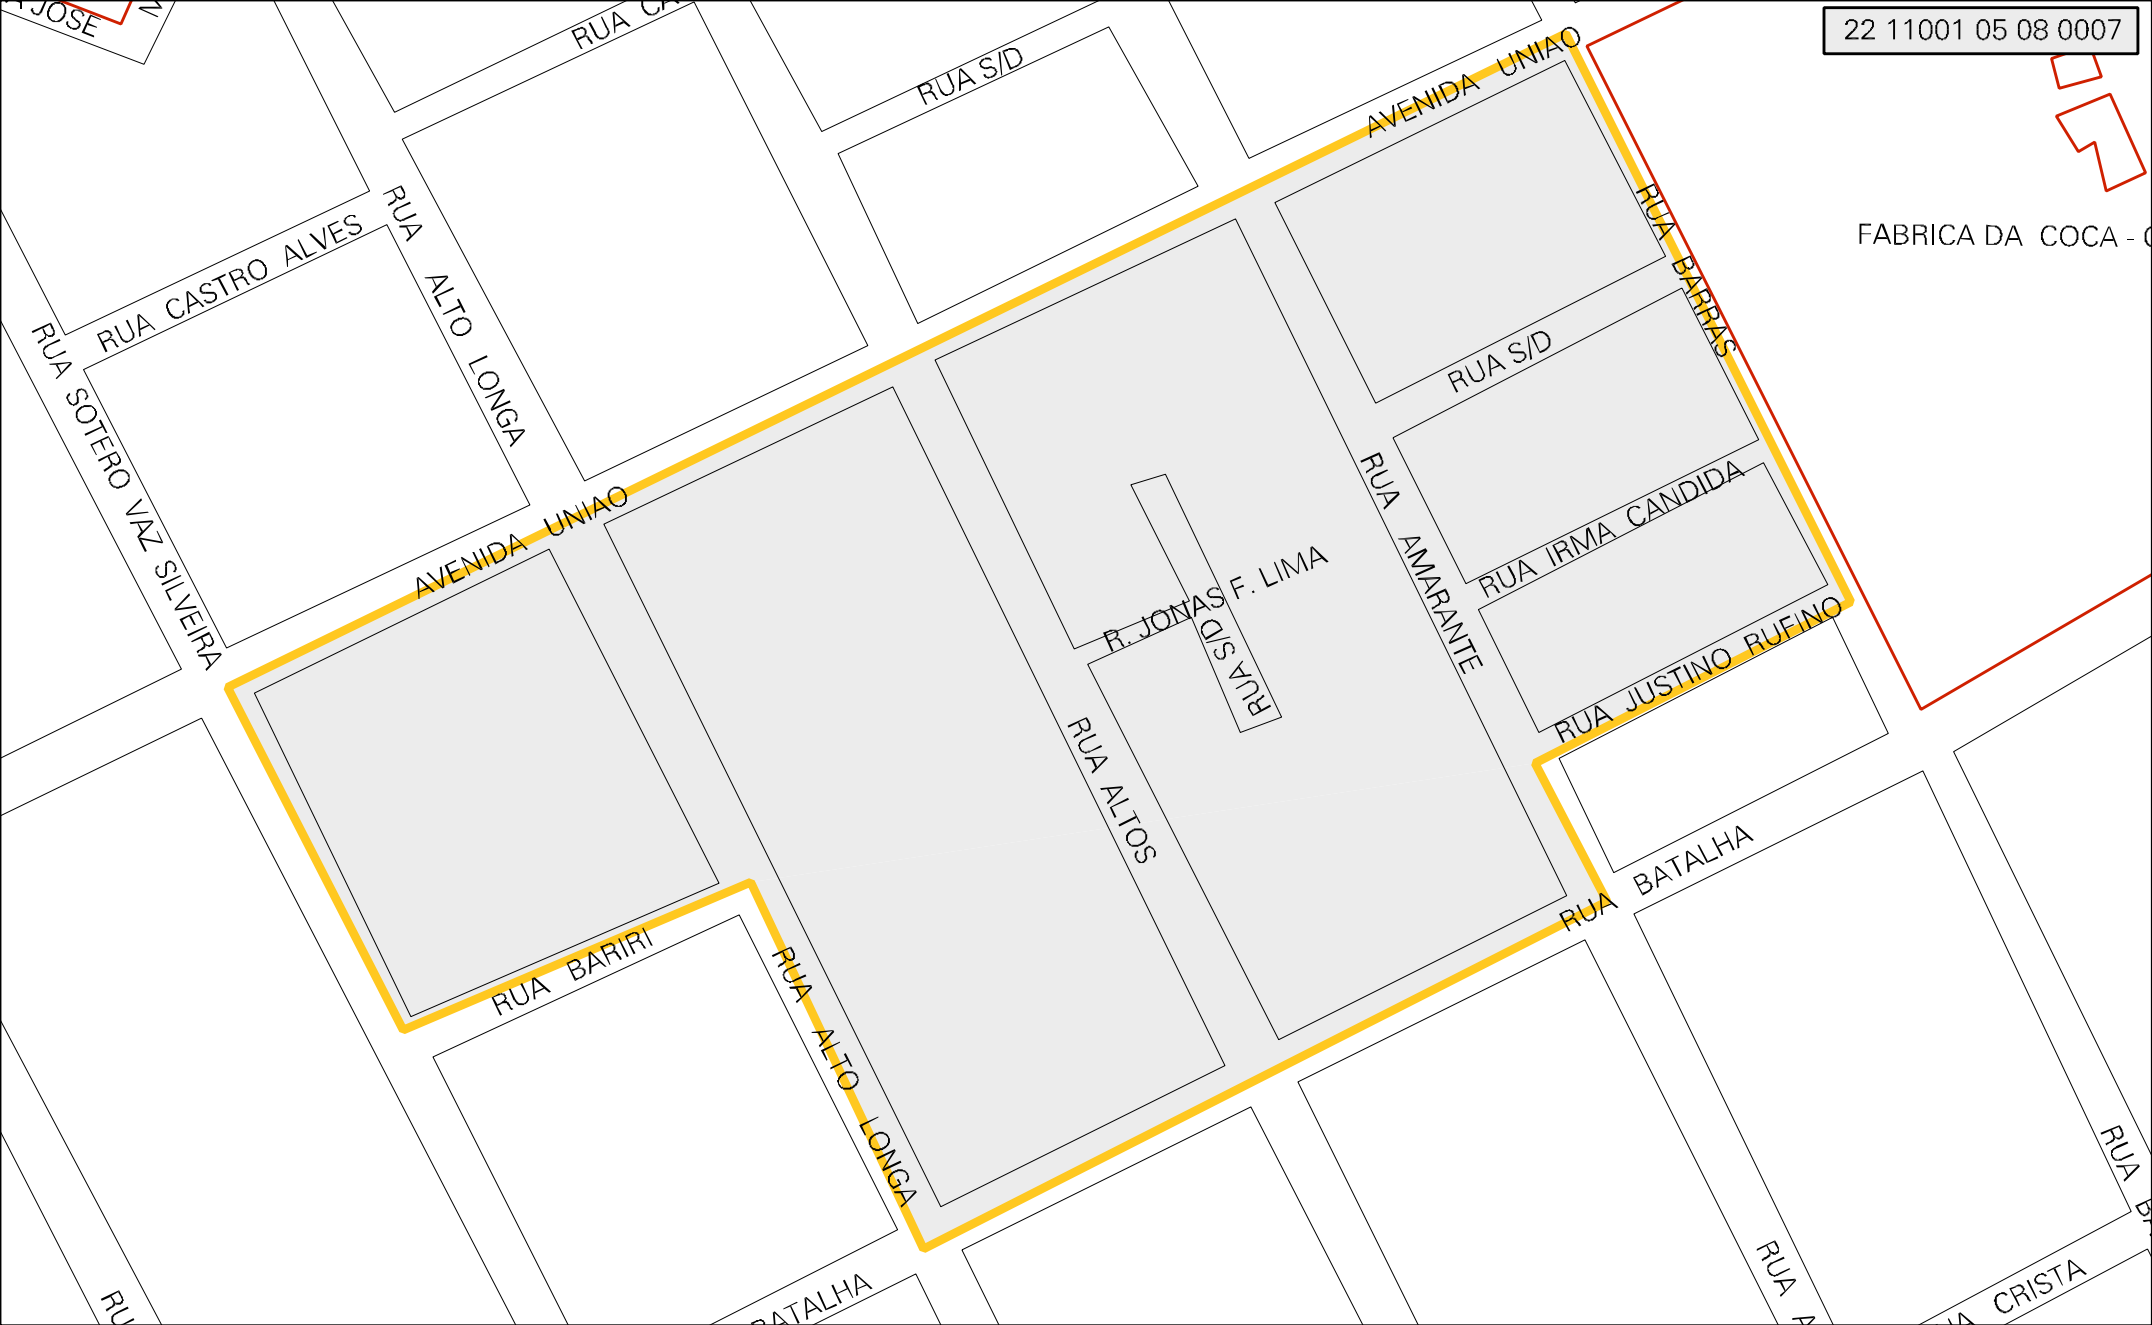 JOSE
RUA
22 11001 05 08 0007
RUA S/D
AVENIDA UNIAO
RUA CASTRO ALVES
RUA ALTO LONGA
RUA BARRAS
FABRICA DA COCA -
RUA SOTERO VAZ SILVEIRA
RUA S/D
AVENIDA UNIAO
RUA AMARANTE
RUA IRMA CANDIDA
R. JONAS F. LIMA
RUA S/D
RUA JUSTINO RUFINO
RUA ALTOS
RUA BATALHA
RUA BARIRI
RUA ALTO LONGA
RUA
RUA
CRISTA
BATALHA